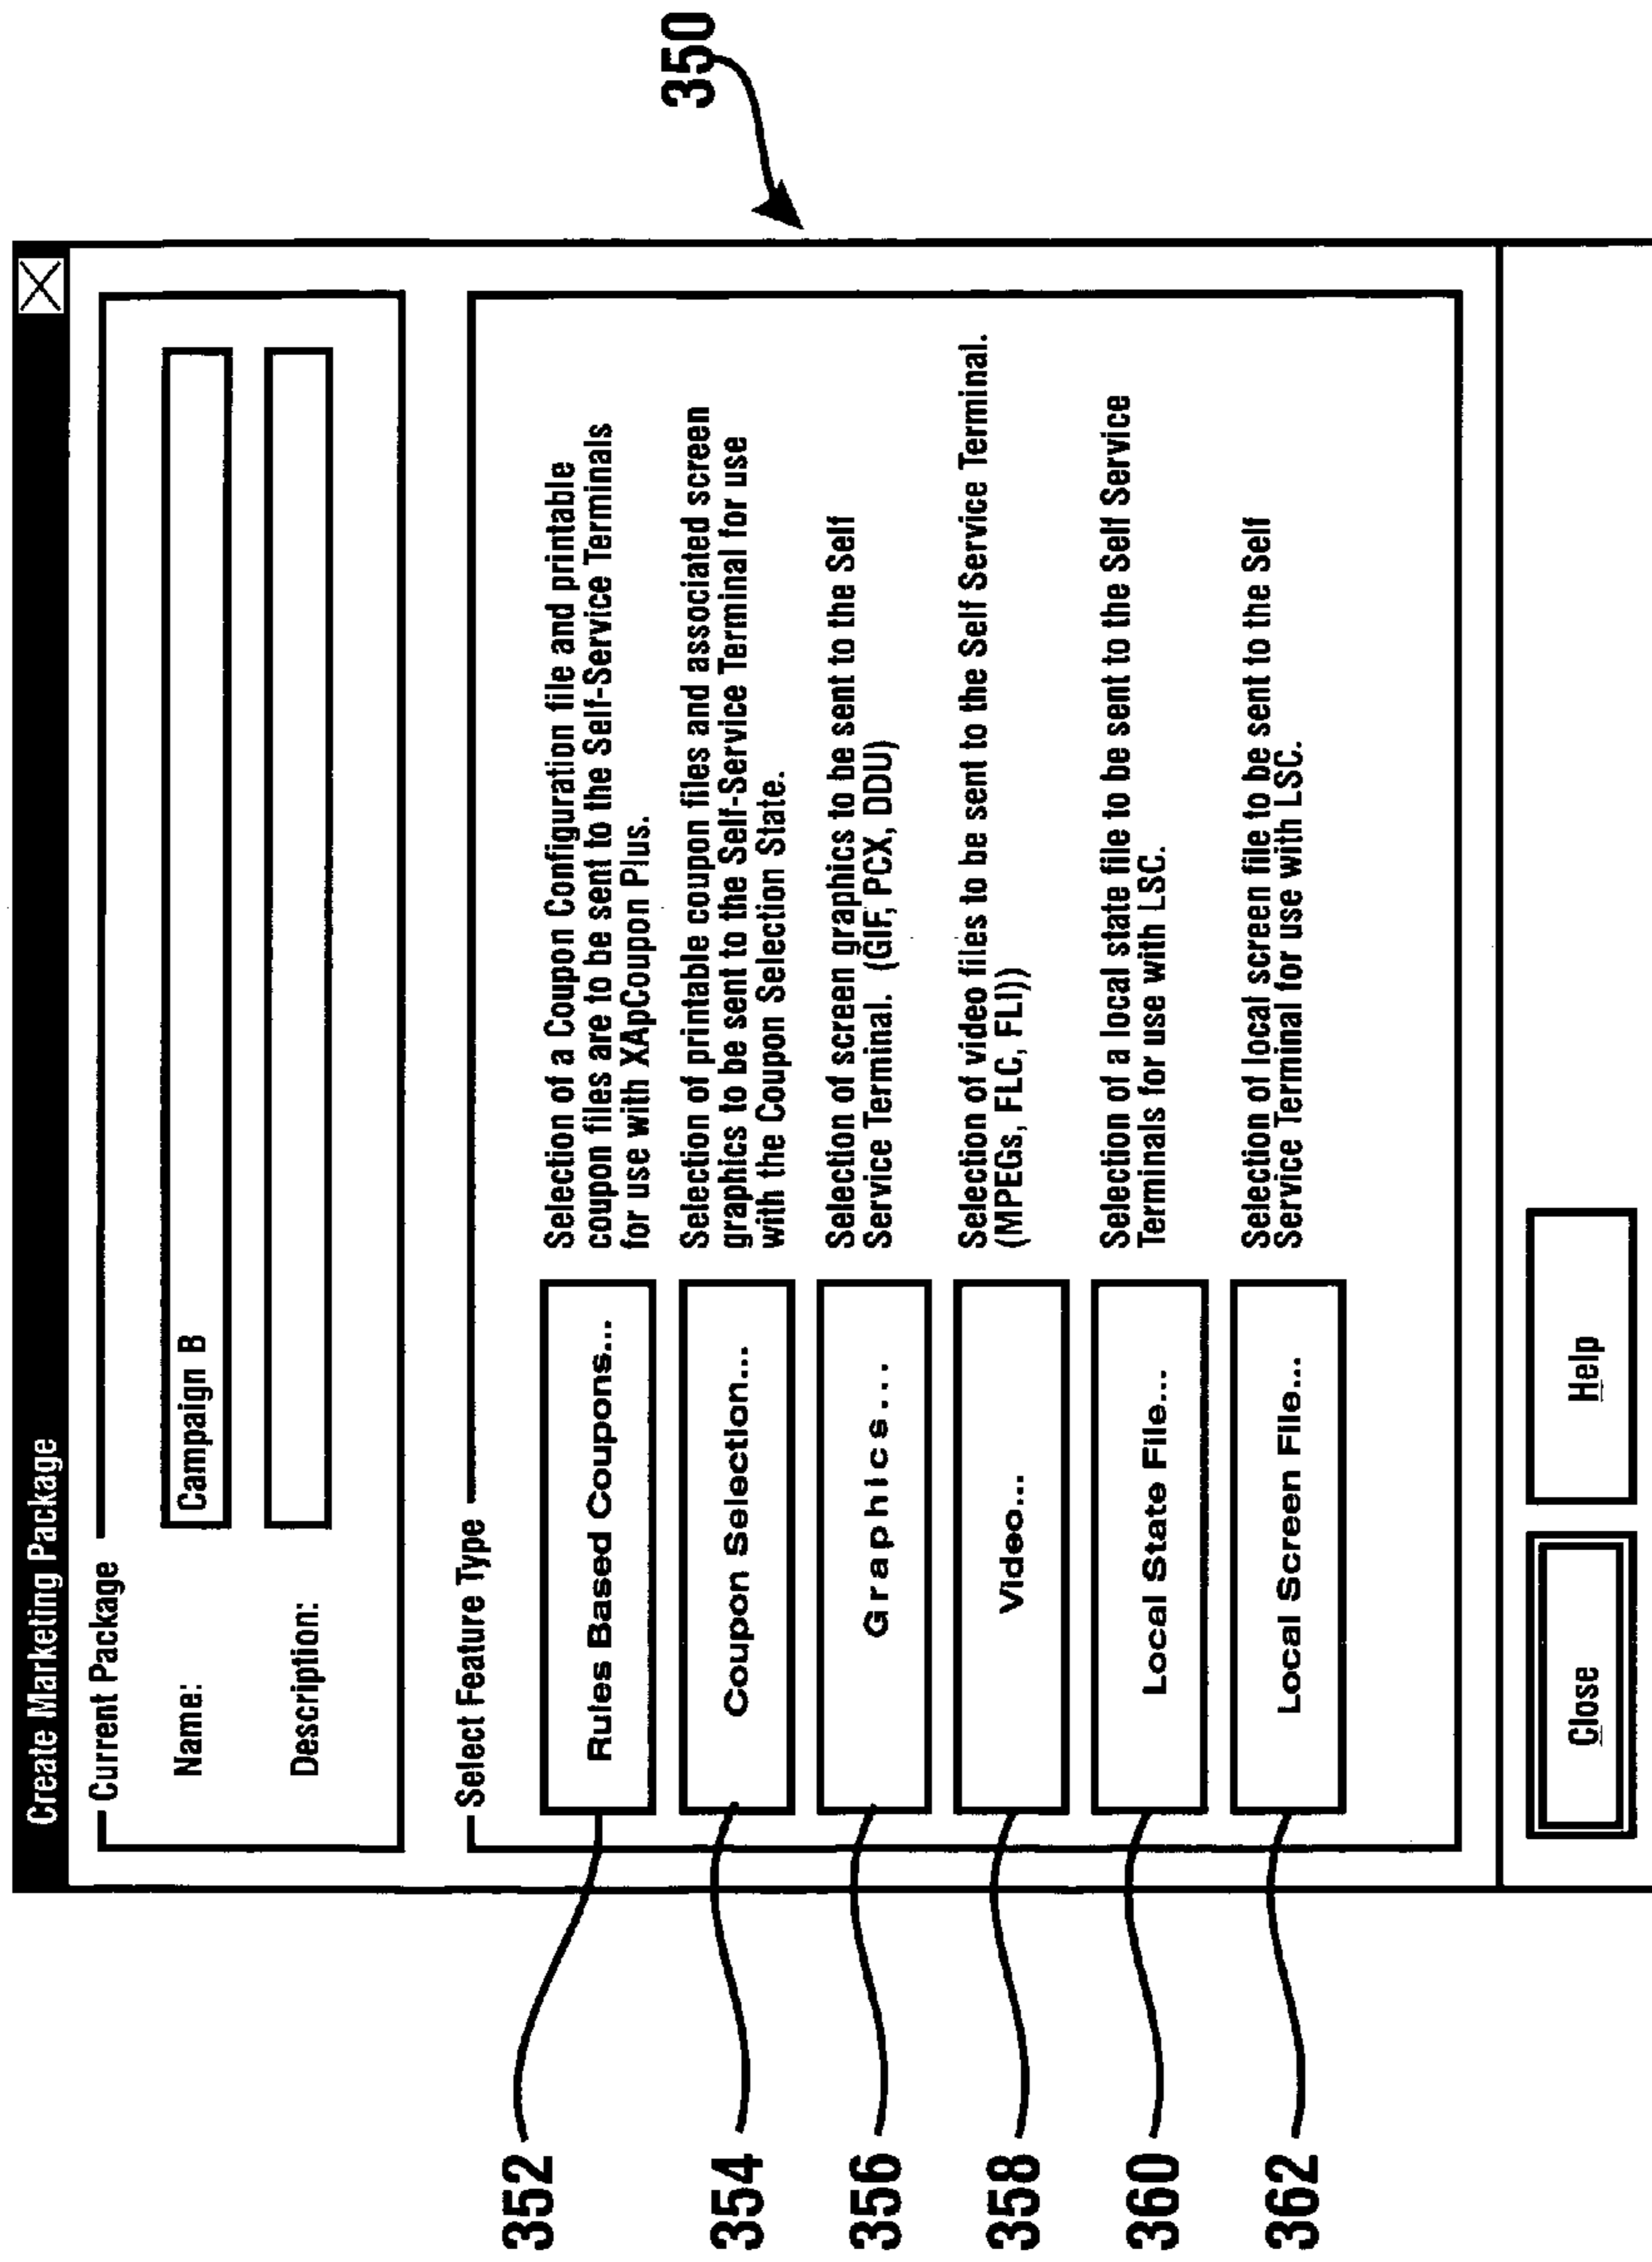 Create Marketing Package
350
Current Package
Name:
Campaign B
Description:
Select Feature Type
352
Rules Based Coupons...
Selection of a Coupon Configuration file and printable
coupon files are to be sent to the Self-Service Terminals
for use with XApCoupon Plus.
354
Coupon Selection...
Selection of printable coupon files and associated screen
graphics to be sent to the Self-Service Terminal for use
with the Coupon Selection State.
356
Graphics...
Selection of screen graphics to be sent to the Self
Service Terminal. (GIF, PCX, DDU)
358
Video...
Selection of video files to be sent to the Self Service Terminal.
(MPEGs, FLC, FLI))
360
Local State File...
Selection of a local state file to be sent to the Self Service
Terminals for use with LSC.
362
Local Screen File...
Selection of local screen file to be sent to the Self
Service Terminal for use with LSC.
Close
Help